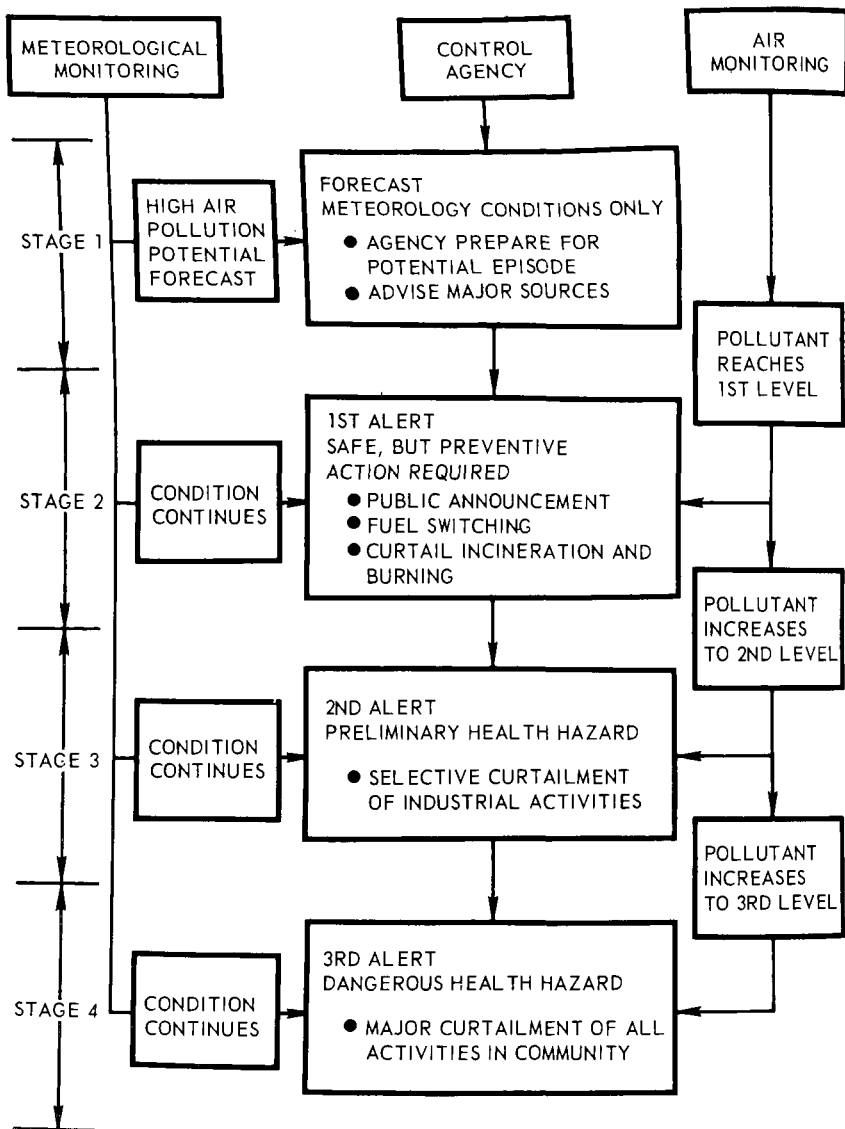 METEOROLOGICAL
MONITORING
CONTROL
AGENCY
AIR
MONITORING
STAGE 1
HIGH AIR
POLLUTION
POTENTIAL
FORECAST
FORECAST
METEOROLOGY CONDITIONS ONLY
● AGENCY PREPARE FOR
POTENTIAL EPISODE
● ADVISE MAJOR SOURCES
POLLUTANT
REACHES
1ST LEVEL
STAGE 2
CONDITION
CONTINUES
1ST ALERT
SAFE, BUT PREVENTIVE
ACTION REQUIRED
● PUBLIC ANNOUNCEMENT
● FUEL SWITCHING
● CURTAIL INCINERATION AND
BURNING
POLLUTANT
INCREASES
TO 2ND LEVEL
STAGE 3
CONDITION
CONTINUES
2ND ALERT
PRELIMINARY HEALTH HAZARD
● SELECTIVE CURTAILMENT
OF INDUSTRIAL ACTIVITIES
POLLUTANT
INCREASES
TO 3RD LEVEL
STAGE 4
CONDITION
CONTINUES
3RD ALERT
DANGEROUS HEALTH HAZARD
● MAJOR CURTAILMENT OF ALL
ACTIVITIES IN COMMUNITY